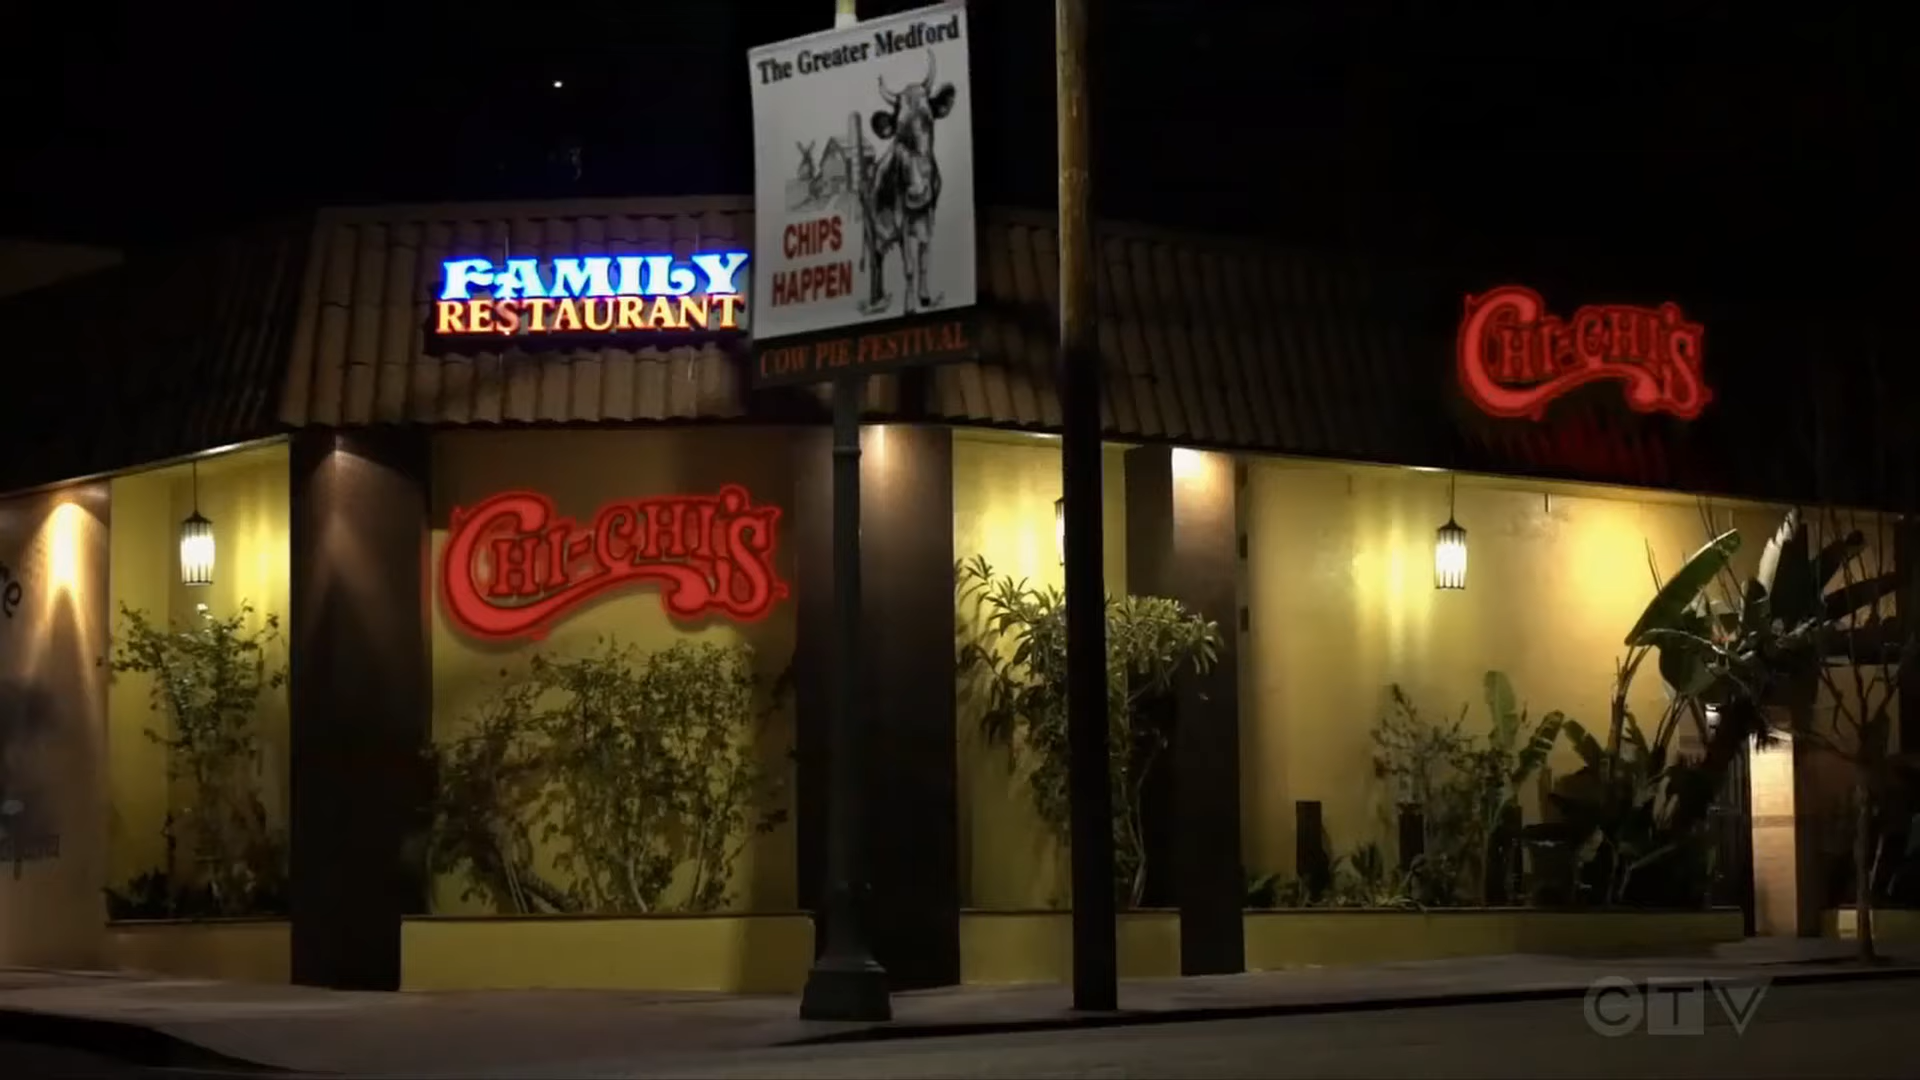 The Greater Medford
CHIPS
HAPPEN
COW PIE FESTIVAL
FAMILY
RESTAURANT
CHI-CHI'S
CHI-CHI'S
CTV